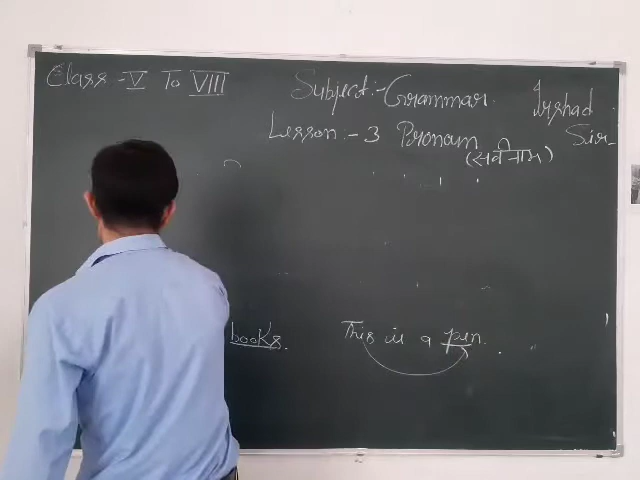 Class - V To VIII
Subject:- Grammar.
Irshad Sir
Lesson:- 3 Pronoun
(सर्वनाम)
books.
This is a pen.